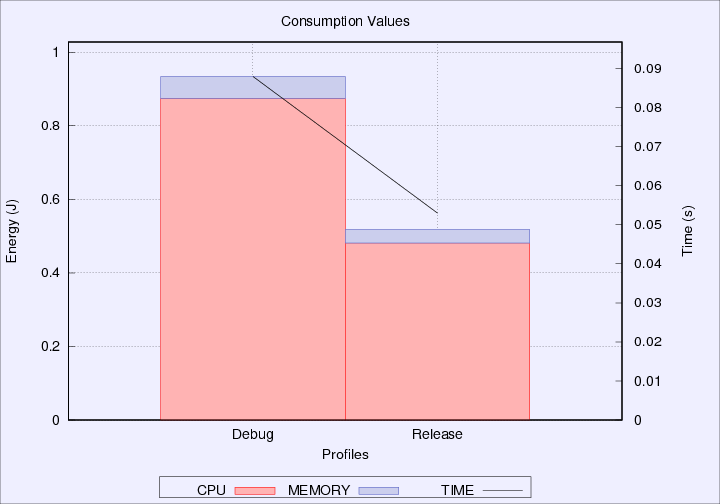 Consumption Values
1
0.8
0.6
0.4
0.2
0
Energy (J)
0.09
0.08
0.07
0.06
0.05
0.04
0.03
0.02
0.01
0
Time (s)
Debug Release
Profiles
CPU MEMORY TIME